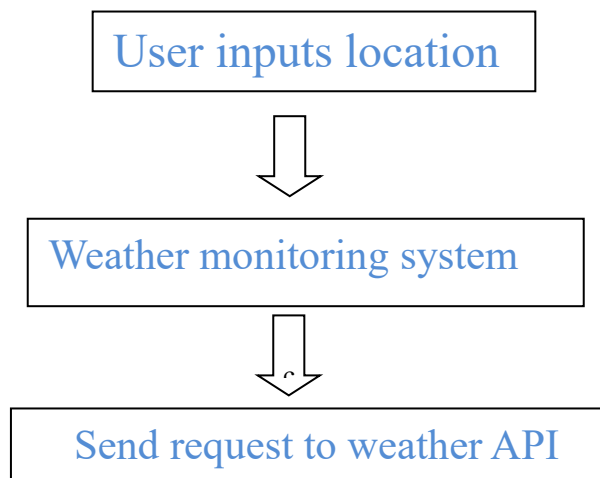 User inputs location
Weather monitoring system
Send request to weather API